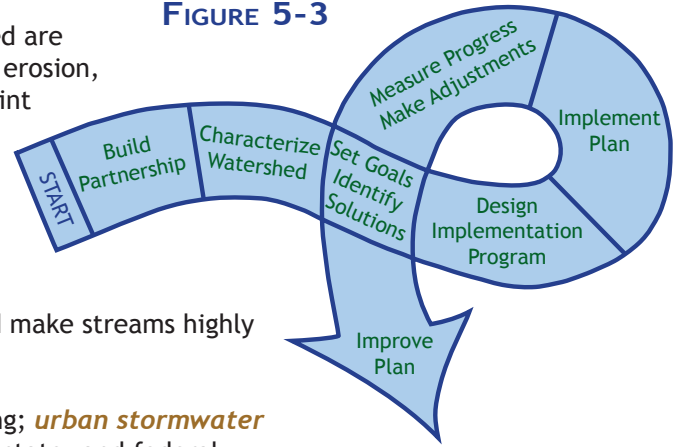 FIGURE 5-3
ed are
erosion,
int
START
Build
Partnership
Characterize
Watershed
Set Goals
Identify
Solutions
Design
Implementation
Program
Implement
Plan
Measure Progress
Make Adjustments
Improve
Plan
make streams highly
g; urban stormwater